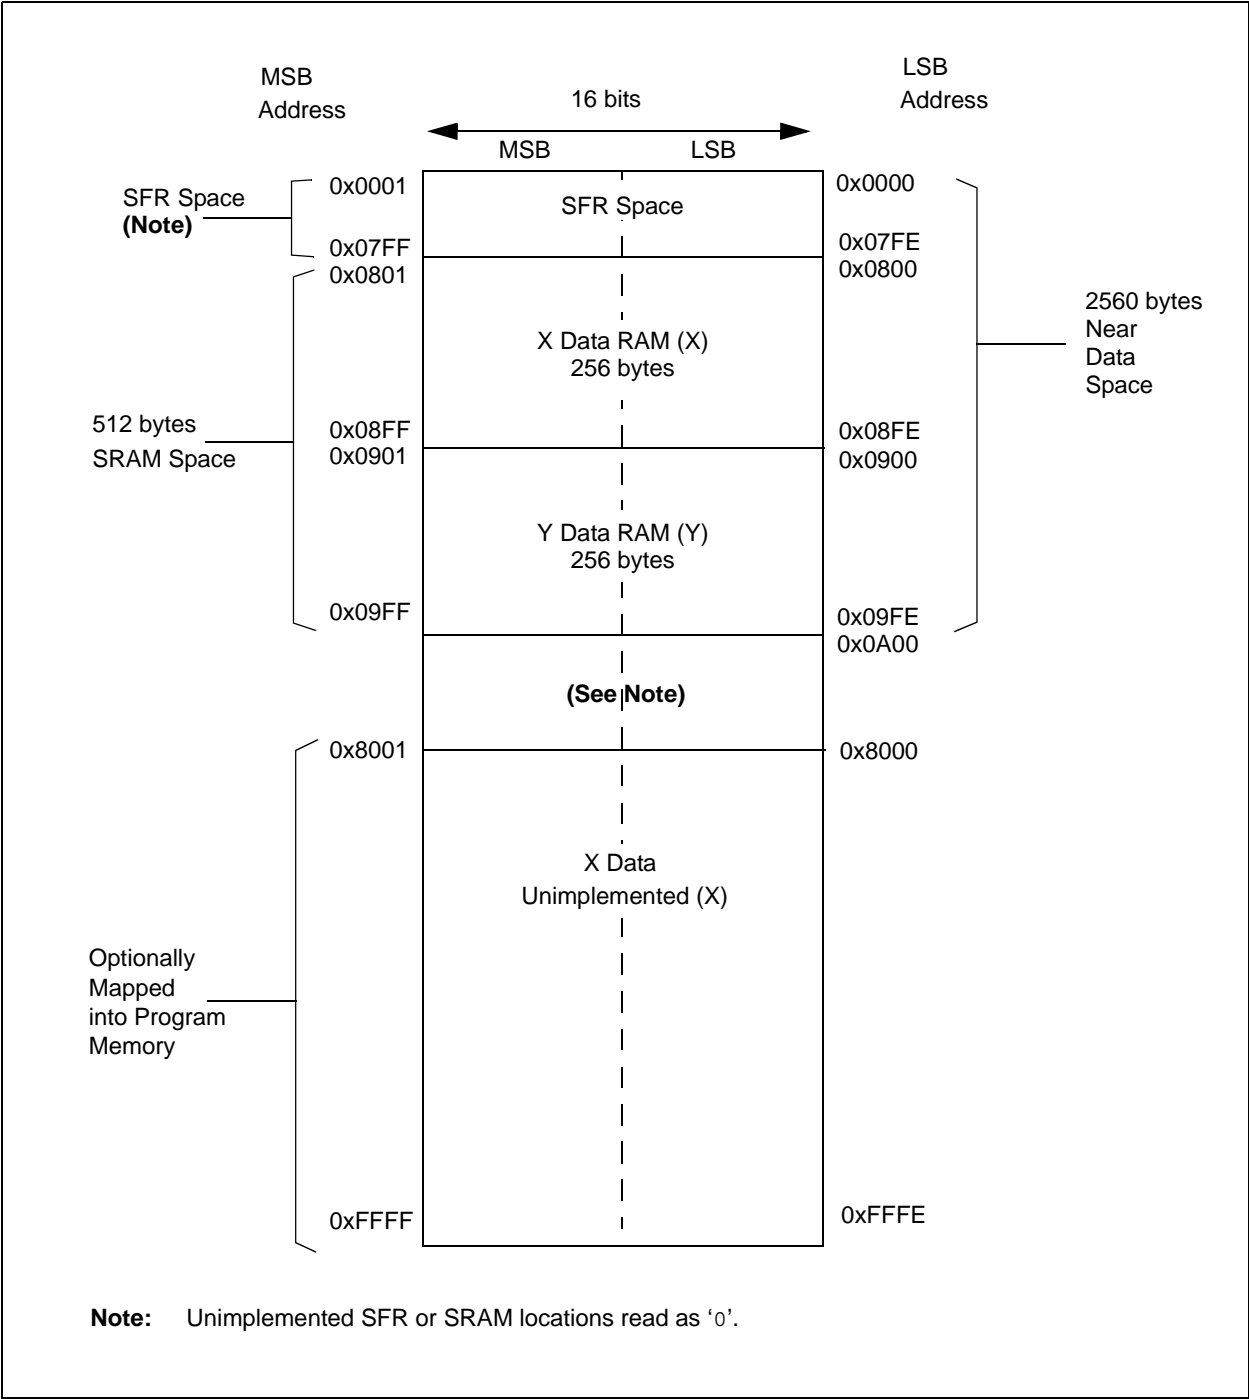 MSB
Address
16 bits
LSB
Address
MSB
LSB
SFR Space
(Note)
0x0001
SFR Space
0x0000
0x07FF
0x07FE
0x0801
0x0800
X Data RAM (X)
256 bytes
2560 bytes
Near
Data
Space
512 bytes
SRAM Space
0x08FF
0x08FE
0x0901
0x0900
Y Data RAM (Y)
256 bytes
0x09FF
0x09FE
0x0A00
(See Note)
0x8001
0x8000
X Data
Unimplemented (X)
Optionally
Mapped
into Program
Memory
0xFFFF
0xFFFE
Note: Unimplemented SFR or SRAM locations read as ‘0’.